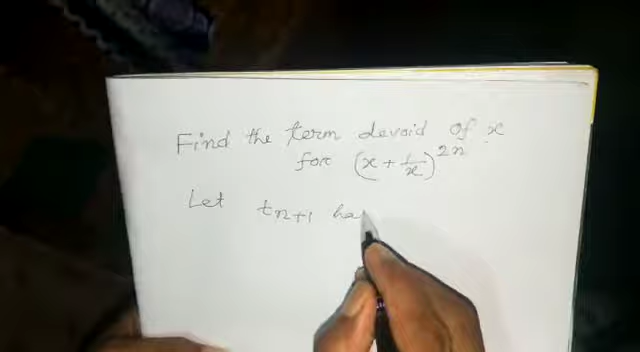 Find the term devoid of x
for (x + 1/x)^2n
Let t_r+1 ha